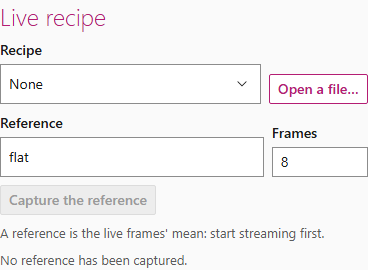 Live recipe
Recipe
None
Open a file...
Reference
Frames
flat
8
Capture the reference
A reference is the live frames' mean: start streaming first.
No reference has been captured.